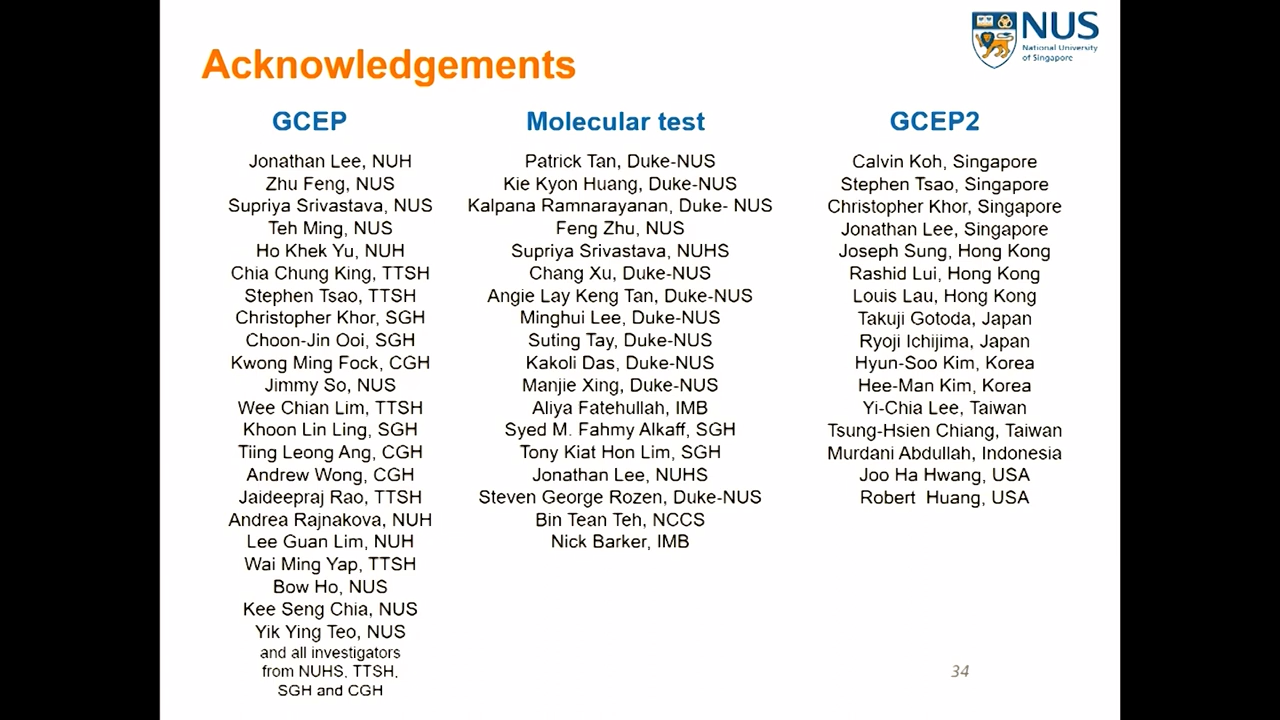 NUS
National University
of Singapore
Acknowledgements
GCEP
Jonathan Lee, NUH
Zhu Feng, NUS
Supriya Srivastava, NUS
Teh Ming, NUS
Ho Khek Yu, NUH
Chia Chung King, TTSH
Stephen Tsao, TTSH
Christopher Khor, SGH
Choon-Jin Ooi, SGH
Kwong Ming Fock, CGH
Jimmy So, NUS
Wee Chian Lim, TTSH
Khoon Lin Ling, SGH
Tiing Leong Ang, CGH
Andrew Wong, CGH
Jaideepraj Rao, TTSH
Andrea Rajnakova, NUH
Lee Guan Lim, NUH
Wai Ming Yap, TTSH
Bow Ho, NUS
Kee Seng Chia, NUS
Yik Ying Teo, NUS
and all investigators
from NUHS, TTSH,
SGH and CGH
Molecular test
Patrick Tan, Duke-NUS
Kie Kyon Huang, Duke-NUS
Kalpana Ramnarayanan, Duke- NUS
Feng Zhu, NUS
Supriya Srivastava, NUHS
Chang Xu, Duke-NUS
Angie Lay Keng Tan, Duke-NUS
Minghui Lee, Duke-NUS
Suting Tay, Duke-NUS
Kakoli Das, Duke-NUS
Manjie Xing, Duke-NUS
Aliya Fatehullah, IMB
Syed M. Fahmy Alkaff, SGH
Tony Kiat Hon Lim, SGH
Jonathan Lee, NUHS
Steven George Rozen, Duke-NUS
Bin Tean Teh, NCCS
Nick Barker, IMB
GCEP2
Calvin Koh, Singapore
Stephen Tsao, Singapore
Christopher Khor, Singapore
Jonathan Lee, Singapore
Joseph Sung, Hong Kong
Rashid Lui, Hong Kong
Louis Lau, Hong Kong
Takuji Gotoda, Japan
Ryoji Ichijima, Japan
Hyun-Soo Kim, Korea
Hee-Man Kim, Korea
Yi-Chia Lee, Taiwan
Tsung-Hsien Chiang, Taiwan
Murdani Abdullah, Indonesia
Joo Ha Hwang, USA
Robert Huang, USA
34